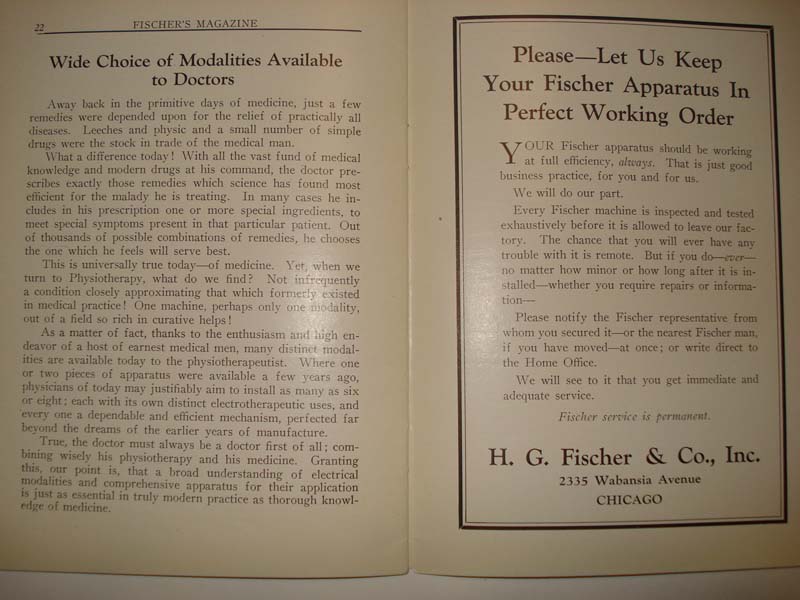 22
FISCHER'S MAGAZINE
Wide Choice of Modalities Available
to Doctors
Away back in the primitive days of medicine, just a few
remedies were depended upon for the relief of practically all
diseases. Leeches and physic and a small number of simple
drugs were the stock in trade of the medical man.
What a difference today! With all the vast fund of medical
knowledge and modern drugs at his command, the doctor pre-
scribes exactly those remedies which science has found most
efficient for the malady he is treating. In many cases he in-
cludes in his prescription one or more special ingredients, to
meet special symptoms present in that particular patient. Out
of thousands of possible combinations of remedies, he chooses
the one which he feels will serve best.
This is universally true today—of medicine. Yet, when we
turn to Physiotherapy, what do we find? Not infrequently
a condition closely approximating that which formerly existed
in medical practice! One machine, perhaps only one modality,
out of a field so rich in curative helps!
As a matter of fact, thanks to the enthusiasm and high en-
deavor of a host of earnest medical men, many distinct modal-
ities are available today to the physiotherapeutist. Where one
or two pieces of apparatus were available a few years ago,
physicians of today may justifiably aim to install as many as six
or eight; each with its own distinct electrotherapeutic uses, and
every one a dependable and efficient mechanism, perfected far
beyond the dreams of the earlier years of manufacture.
True, the doctor must always be a doctor first of all; com-
bining wisely his physiotherapy and his medicine. Granting
this, our point is, that a broad understanding of electrical
modalities and comprehensive apparatus for their application
is just as essential in truly modern practice as thorough knowl-
edge of medicine.
Please—Let Us Keep
Your Fischer Apparatus In
Perfect Working Order
YOUR Fischer apparatus should be working
at full efficiency, always. That is just good
business practice, for you and for us.
We will do our part.
Every Fischer machine is inspected and tested
exhaustively before it is allowed to leave our fac-
tory. The chance that you will ever have any
trouble with it is remote. But if you do—ever—
no matter how minor or how long after it is in-
stalled—whether you require repairs or informa-
tion—
Please notify the Fischer representative from
whom you secured it—or the nearest Fischer man,
if you have moved—at once; or write direct to
the Home Office.
We will see to it that you get immediate and
adequate service.
Fischer service is permanent.
H. G. Fischer & Co., Inc.
2335 Wabansia Avenue
CHICAGO